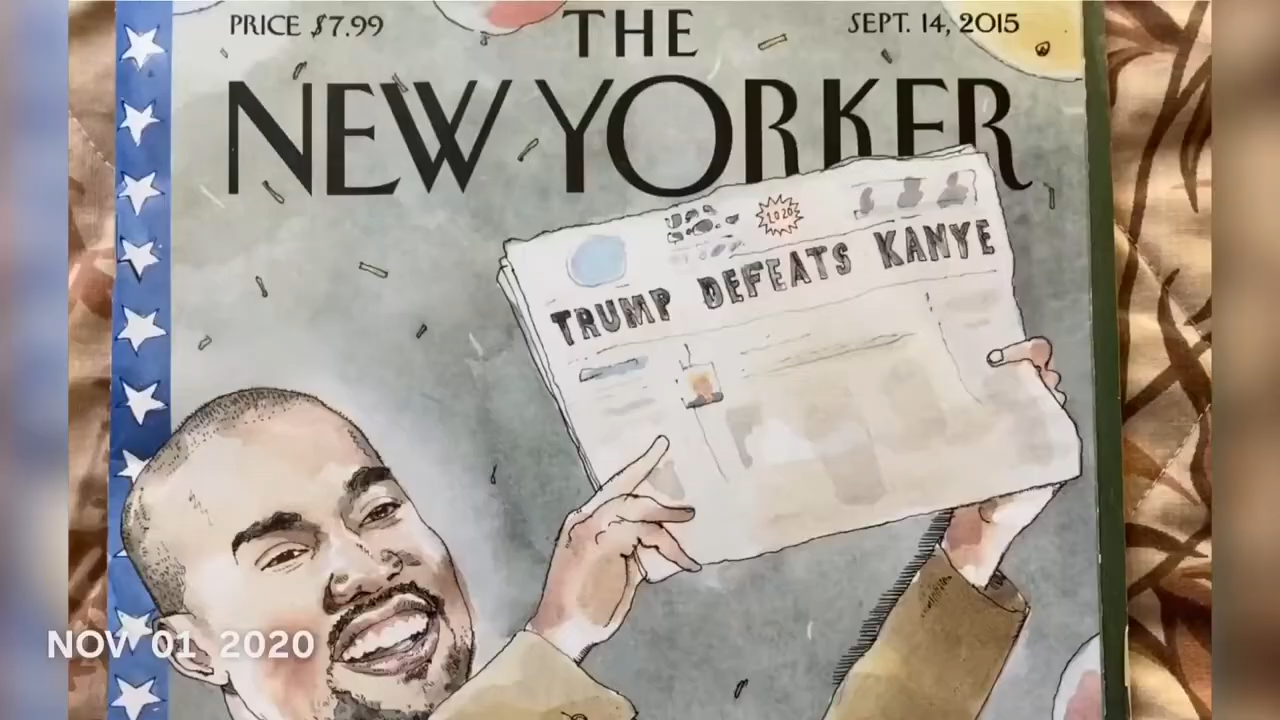 PRICE $7.99
SEPT. 14, 2015
THE
NEW YORKER
2020
TRUMP DEFEATS KANYE
NOV 01 2020